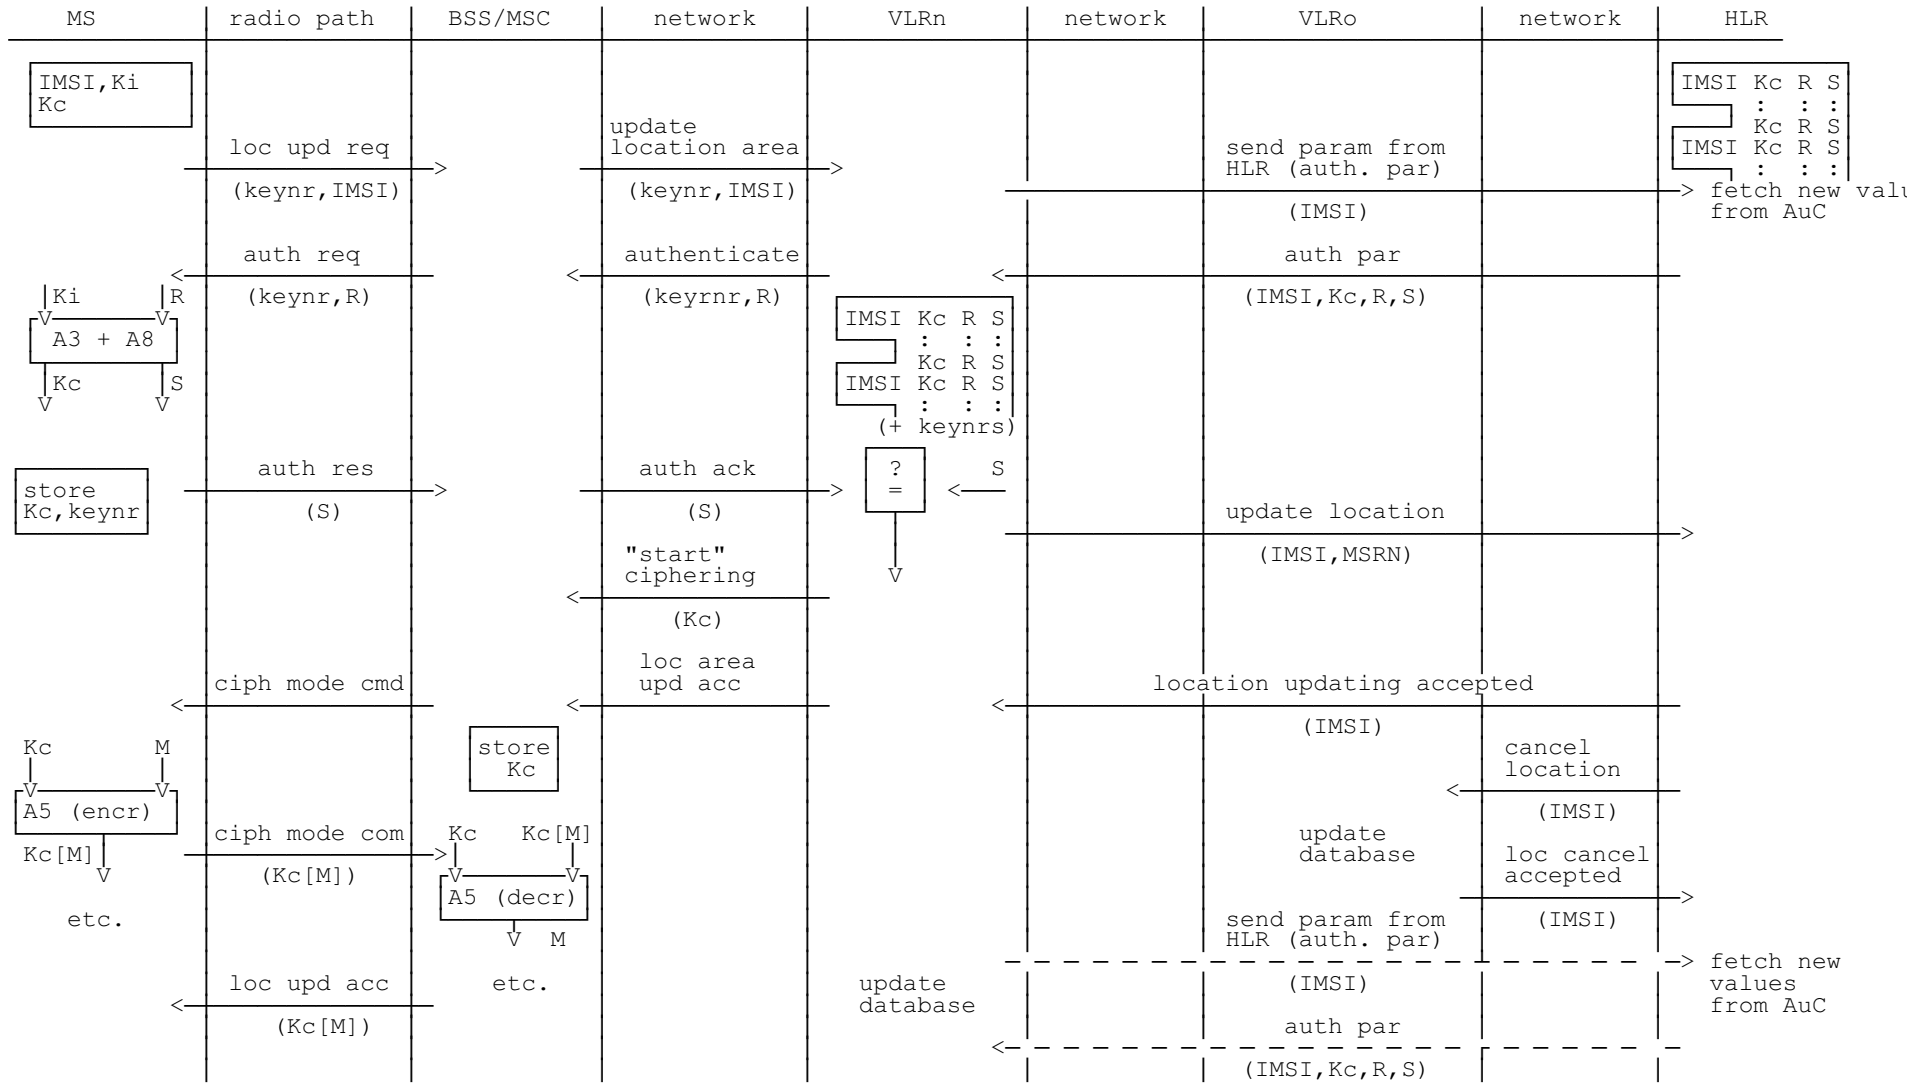 MS radio path BSS/MSC network VLRn network VLRo network HLR
IMSI,Ki
Kc
IMSI Kc R S
: : :
Kc R S
IMSI Kc R S
: : :
loc upd req
(keynr,IMSI)
update
location area
(keynr,IMSI)
send param from
HLR (auth. par)
(IMSI)
> fetch new valu
from AuC
auth req
(keynr,R)
authenticate
(keyrnr,R)
auth par
(IMSI,Kc,R,S)
Ki R
A3 + A8
Kc S
IMSI Kc R S
: : :
Kc R S
IMSI Kc R S
: : :
(+ keynrs)
store
Kc,keynr
auth res
(S)
auth ack
(S)
?
=
S
update location
(IMSI,MSRN)
"start"
ciphering
(Kc)
ciph mode cmd
loc area
upd acc
location updating accepted
(IMSI)
Kc M
A5 (encr)
Kc[M]
etc.
store
Kc
cancel
location
(IMSI)
ciph mode com
(Kc[M])
Kc Kc[M]
A5 (decr)
M
etc.
update
database
loc cancel
accepted
(IMSI)
send param from
HLR (auth. par)
(IMSI)
fetch new
values
from AuC
loc upd acc
(Kc[M])
update
database
auth par
(IMSI,Kc,R,S)